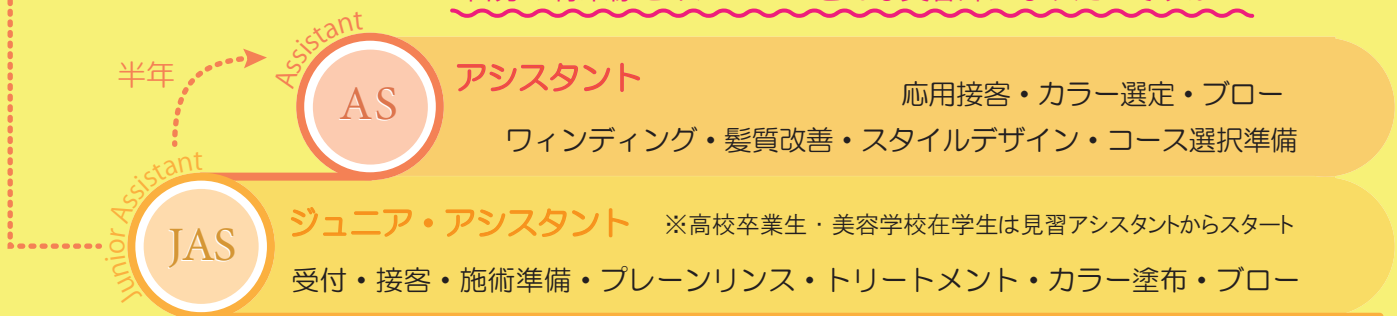 Assistant
半年
AS
アシスタント
応用接客・カラー選定・ブロー
ワィンディング・髪質改善・スタイルデザイン・コース選択準備
Junior Assistant
JAS
ジュニア・アシスタント ※高校卒業生・美容学校在学生は見習アシスタントからスタート
受付・接客・施術準備・プレーンリンス・トリートメント・カラー塗布・ブロー